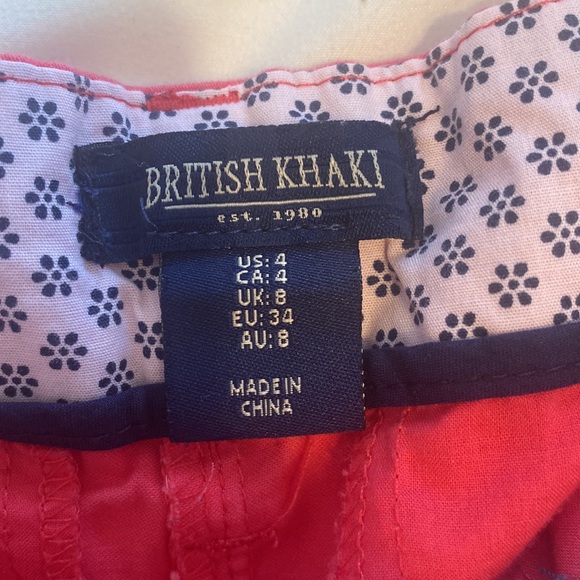 BRITISH KHAKI
est. 1980
US: 4
CA: 4
UK: 8
EU: 34
AU: 8
MADE IN
CHINA